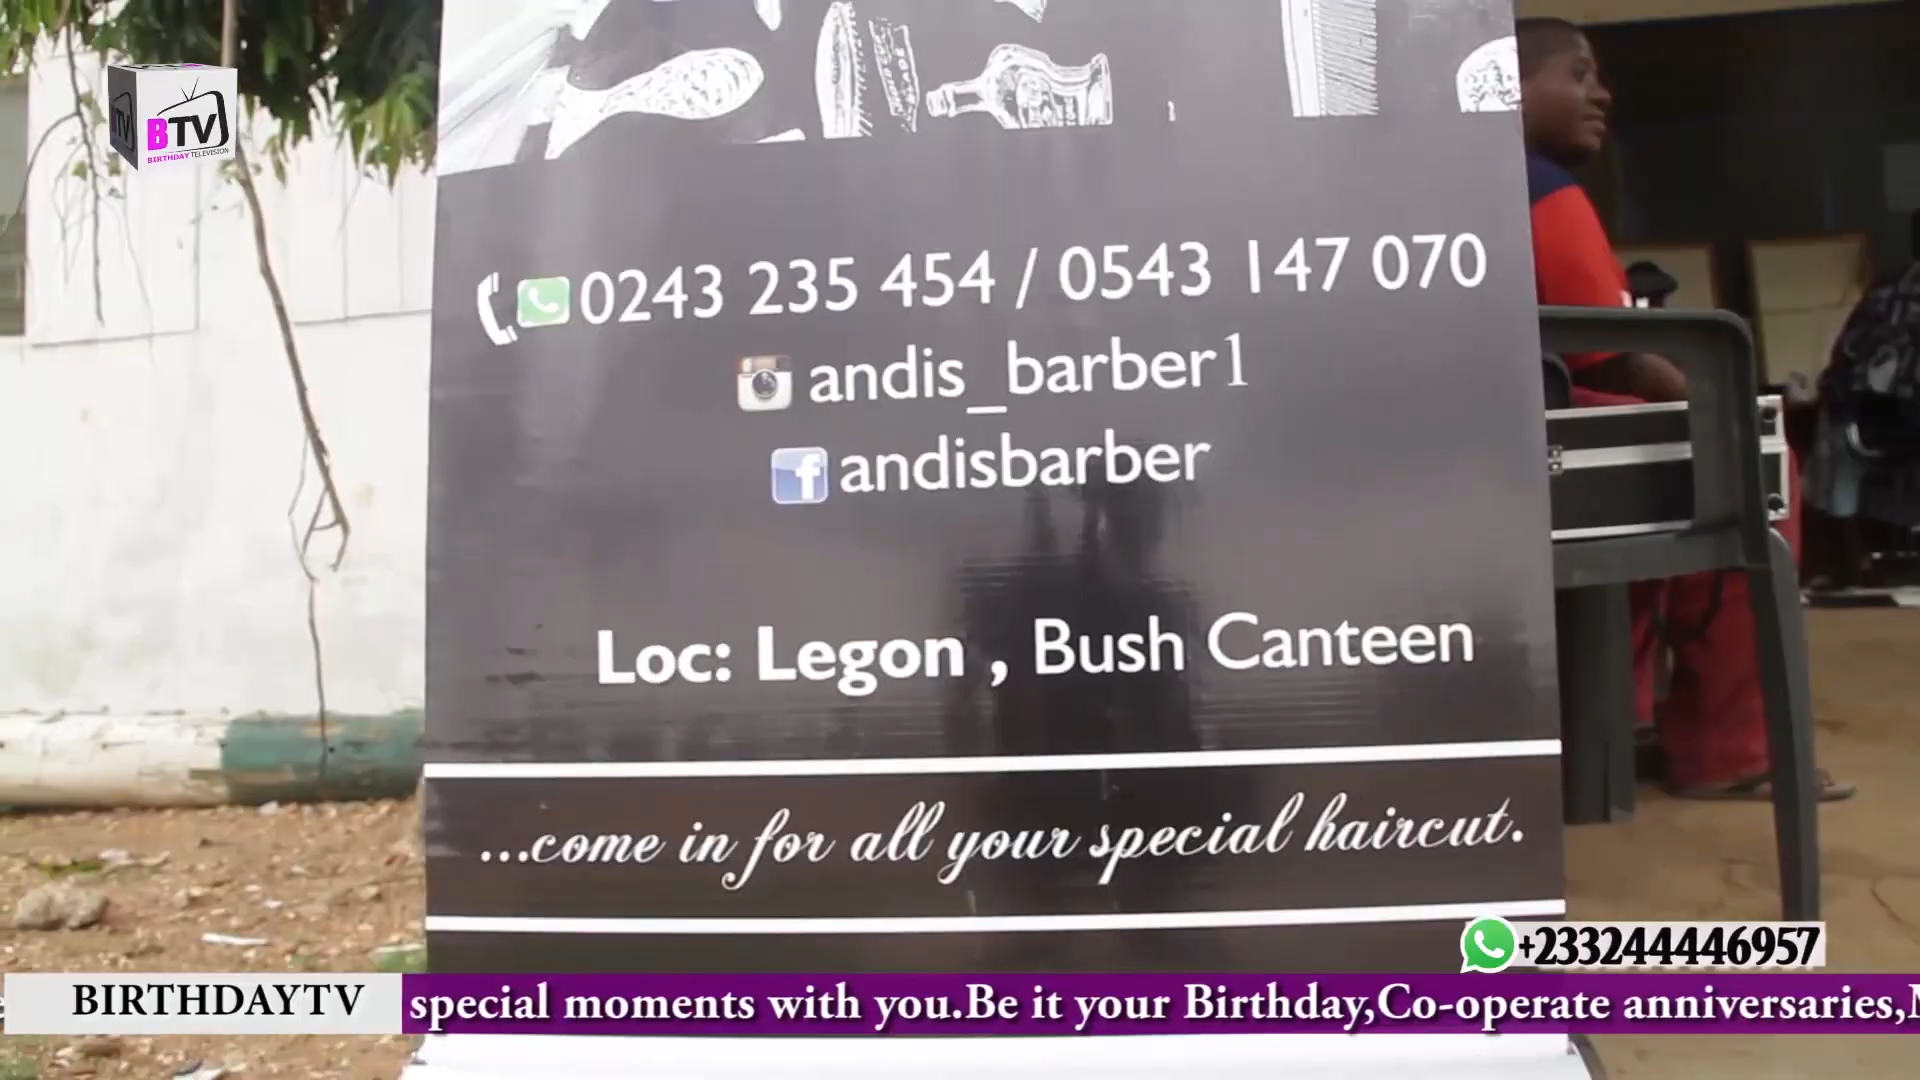 BTV
BTV
BIRTHDAY TELEVISION
0243 235 454 / 0543 147 070
andis_barber1
f andisbarber
Loc: Legon , Bush Canteen
...come in for all your special haircut.
+233244446957
BIRTHDAYTV
special moments with you.Be it your Birthday,Co-operate anniversaries,